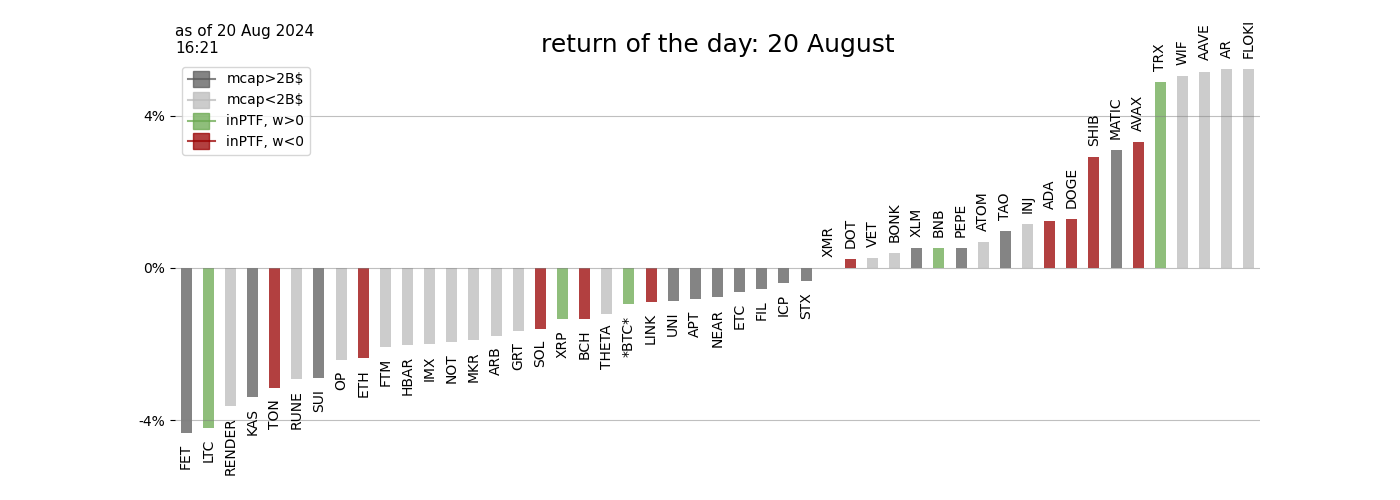 as of 20 Aug 2024
16:21
return of the day: 20 August
mcap>2B$
mcap<2B$
inPTF, w>0
inPTF, w<0
4%
0%
-4%
FET
LTC
RENDER
KAS
TON
RUNE
SUI
OP
ETH
FTM
HBAR
IMX
NOT
MKR
ARB
GRT
SOL
XRP
BCH
THETA
*BTC*
LINK
UNI
APT
NEAR
ETC
FIL
ICP
STX
XMR
DOT
VET
BONK
XLM
BNB
PEPE
ATOM
TAO
INJ
ADA
DOGE
SHIB
MATIC
AVAX
TRX
WIF
AAVE
AR
FLOKI